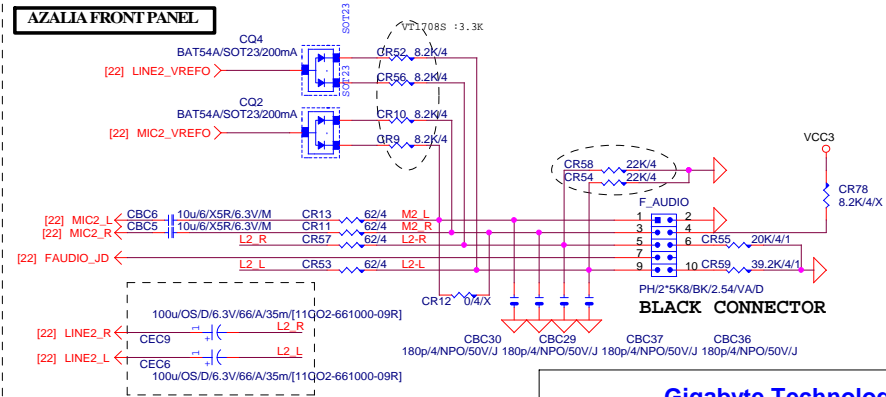 AZALIA FRONT PANEL
SOT23
VT1708S :3.3K
CQ4
BAT54A/SOT23/200mA
CR52 8.2K/4
[22] LINE2_VREFO
CR56 8.2K/4
SOT23
CQ2
BAT54A/SOT23/200mA
CR10 8.2K/4
[22] MIC2_VREFO
CR9 8.2K/4
VCC3
CR58 22K/4
CR54 22K/4
CR78
8.2K/4/X
F_AUDIO
[22] MIC2_L CBC6 10u/6/X5R/6.3V/M CR13 62/4 M2_L 1 2
[22] MIC2_R CBC5 10u/6/X5R/6.3V/M CR11 62/4 M2_R 3 4
L2_R CR57 62/4 L2-R 5 6 CR55 20K/4/1
[22] FAUDIO_JD 7
L2_L CR53 62/4 L2-L 9 10 CR59 39.2K/4/1
PH/2*5K8/BK/2.54/VA/D
BLACK CONNECTOR
CR12 0/4/X
100u/OS/D/6.3V/66/A/35m/[11CO2-661000-09R]
[22] LINE2_R 1 + L2_R
CEC9
[22] LINE2_L 1 + L2_L
CEC6
100u/OS/D/6.3V/66/A/35m/[11CO2-661000-09R]
CBC30 CBC29 CBC37 CBC36
180p/4/NPO/50V/J 180p/4/NPO/50V/J 180p/4/NPO/50V/J 180p/4/NPO/50V/J
Gigabyte Technolog